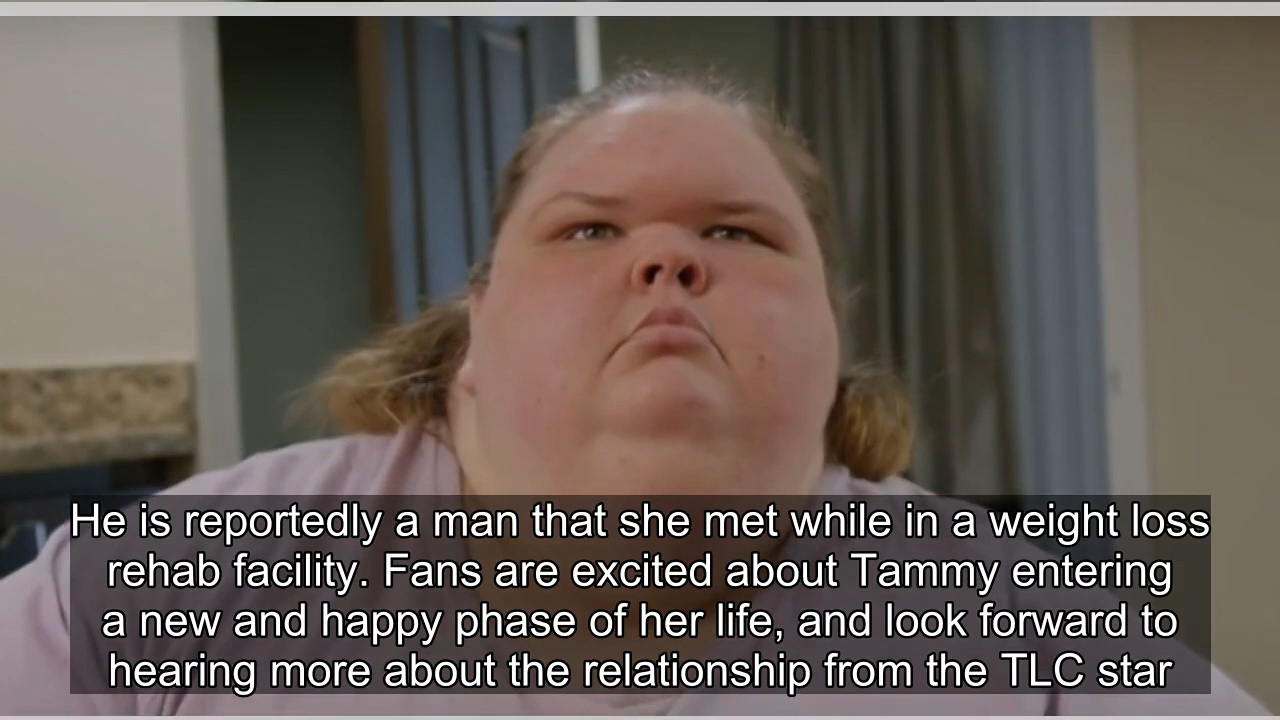 He is reportedly a man that she met while in a weight loss
rehab facility. Fans are excited about Tammy entering
a new and happy phase of her life, and look forward to
hearing more about the relationship from the TLC star